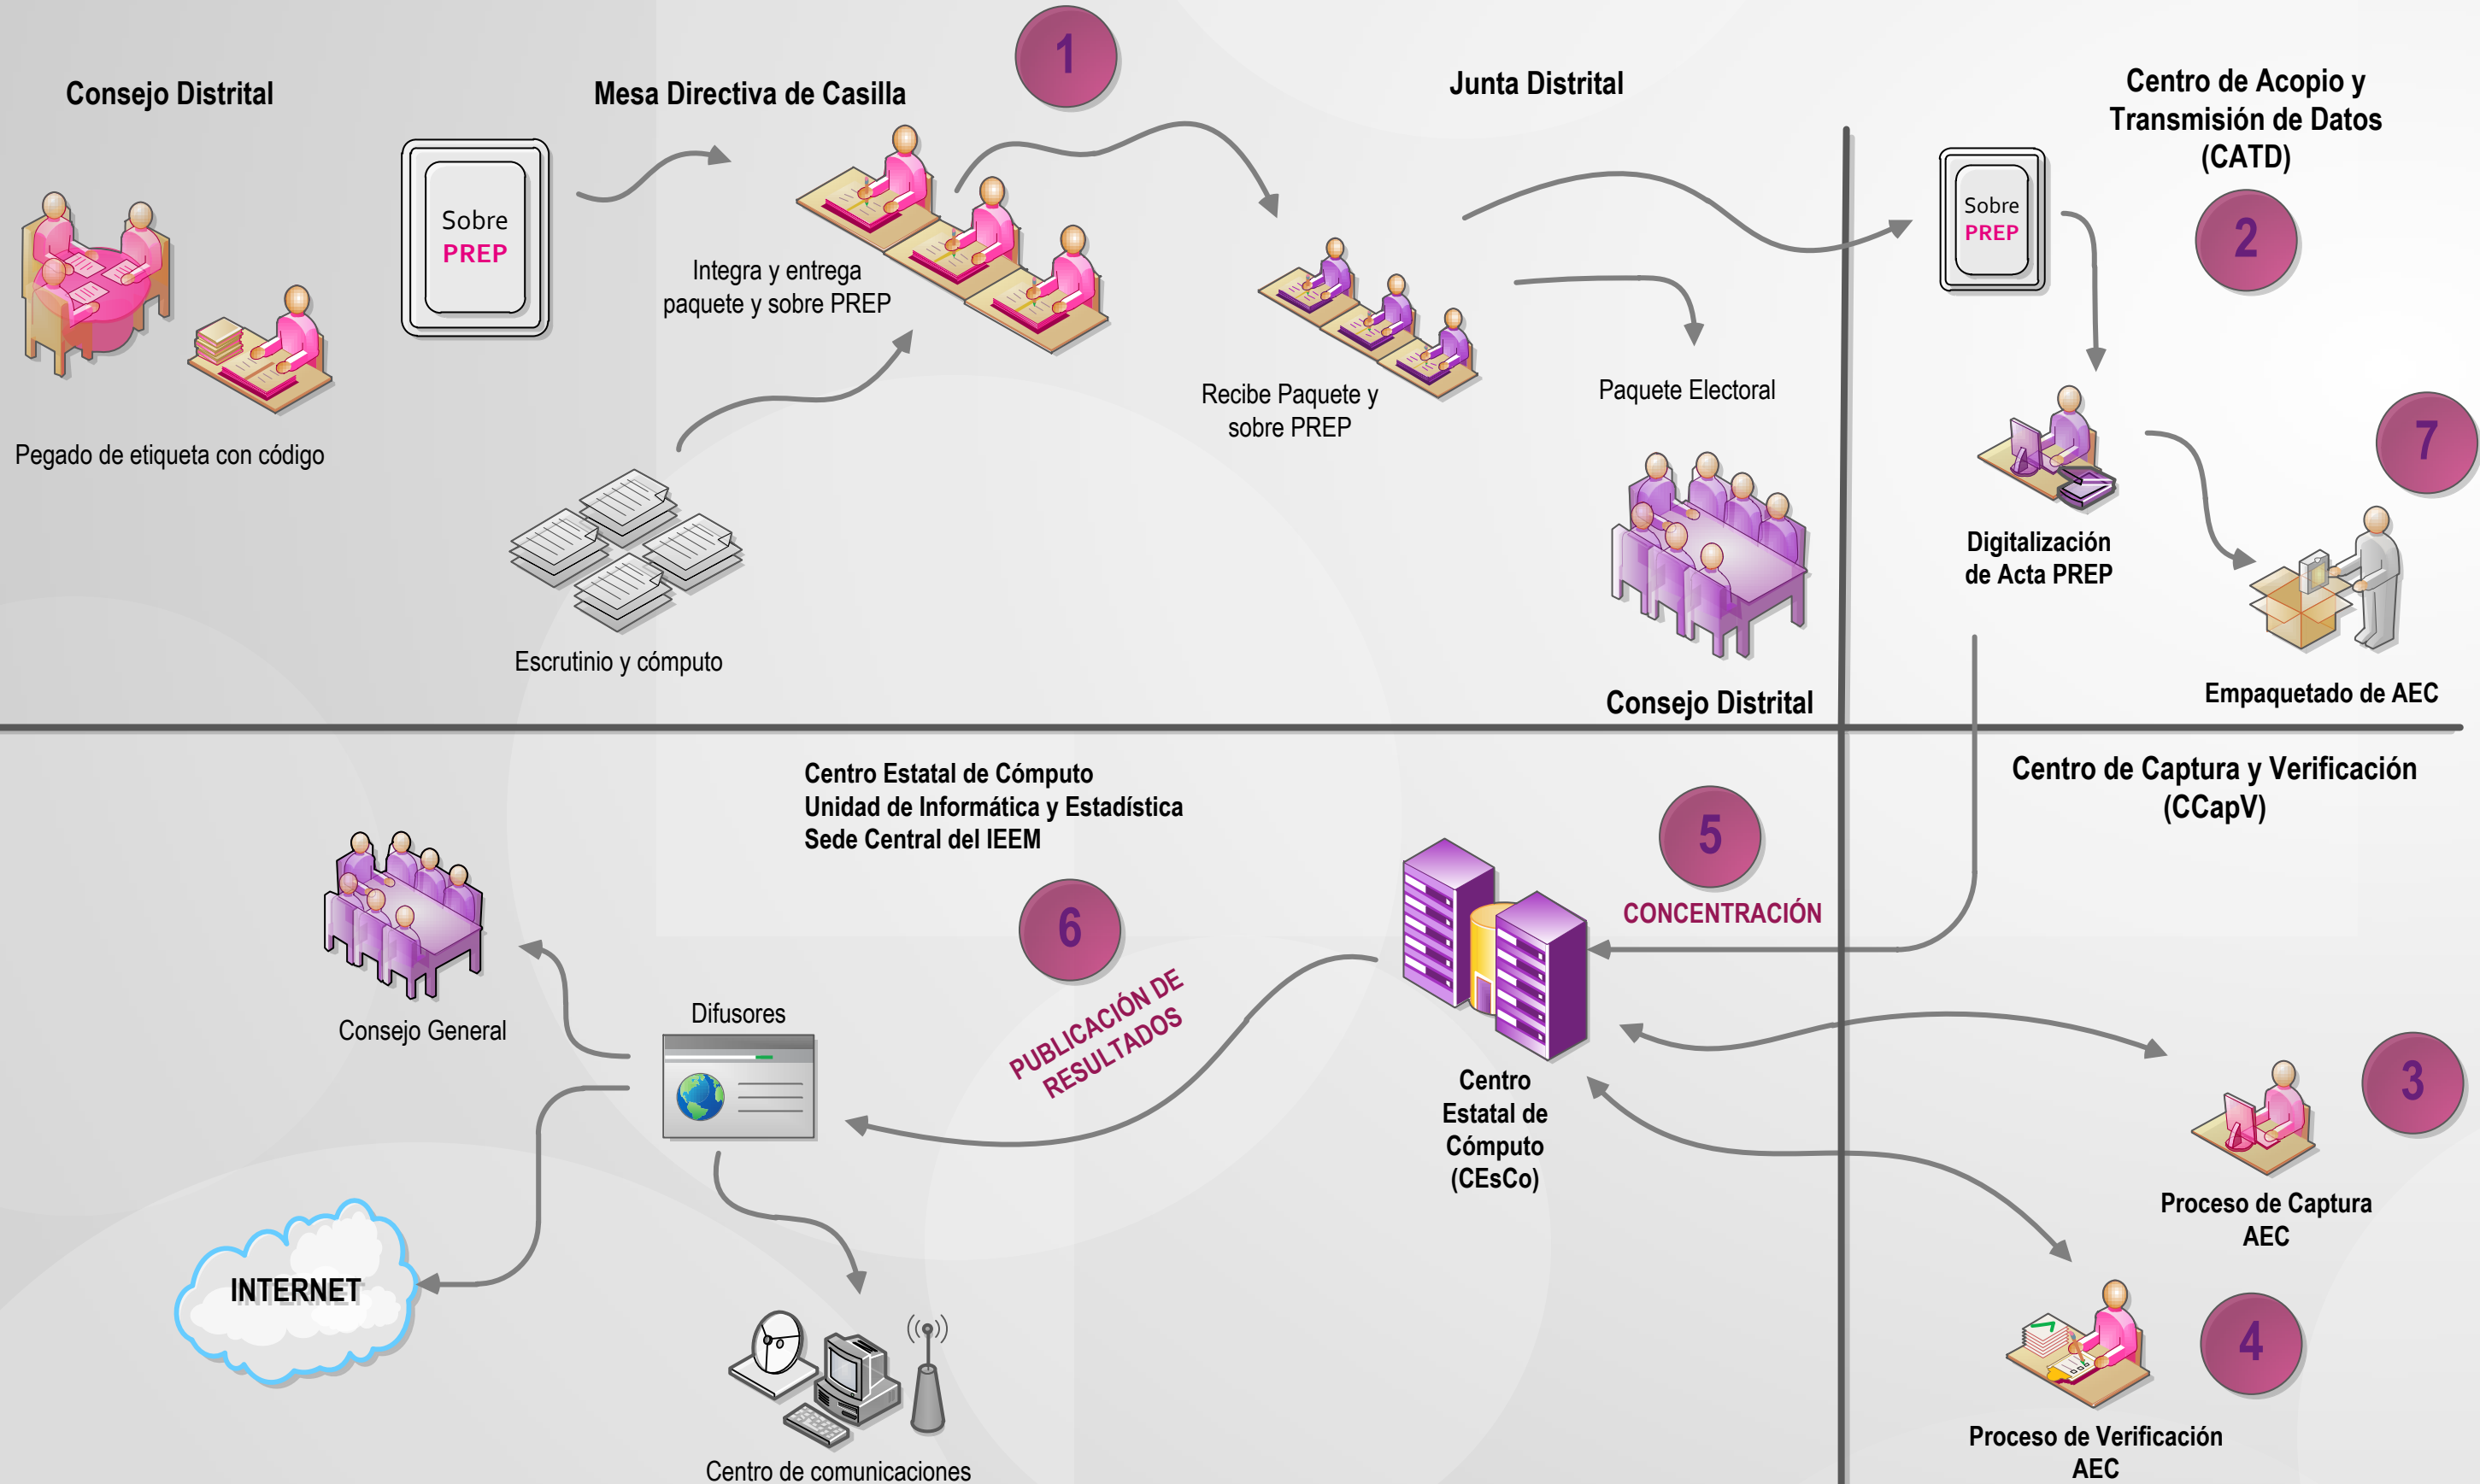 1
Consejo Distrital
Mesa Directiva de Casilla
Junta Distrital
Centro de Acopio y
Transmisión de Datos
(CATD)
Sobre
PREP
Sobre
PREP
2
Integra y entrega
paquete y sobre PREP
Recibe Paquete y
sobre PREP
Paquete Electoral
7
Pegado de etiqueta con código
Digitalización
de Acta PREP
Escrutinio y cómputo
Consejo Distrital
Empaquetado de AEC
Centro Estatal de Cómputo
Unidad de Informática y Estadística
Sede Central del IEEM
Centro de Captura y Verificación
(CCapV)
5
CONCENTRACIÓN
6
PUBLICACIÓN DE
RESULTADOS
Consejo General
Difusores
Centro
Estatal de
Cómputo
(CEsCo)
3
Proceso de Captura
AEC
INTERNET
4
Proceso de Verificación
AEC
Centro de comunicaciones